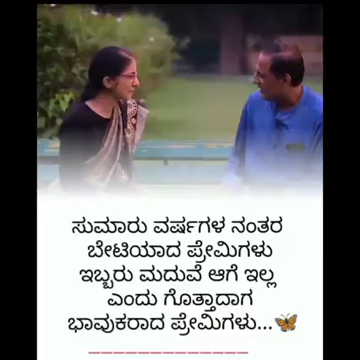 ಸುಮಾರು ವರ್ಷಗಳ ನಂತರ
ಬೇಟಿಯಾದ ಪ್ರೇಮಿಗಳು
ಇಬ್ಬರು ಮದುವೆ ಆಗೆ ಇಲ್ಲ
ಎಂದು ಗೊತ್ತಾದಾಗ
ಭಾವುಕರಾದ ಪ್ರೇಮಿಗಳು...🦋